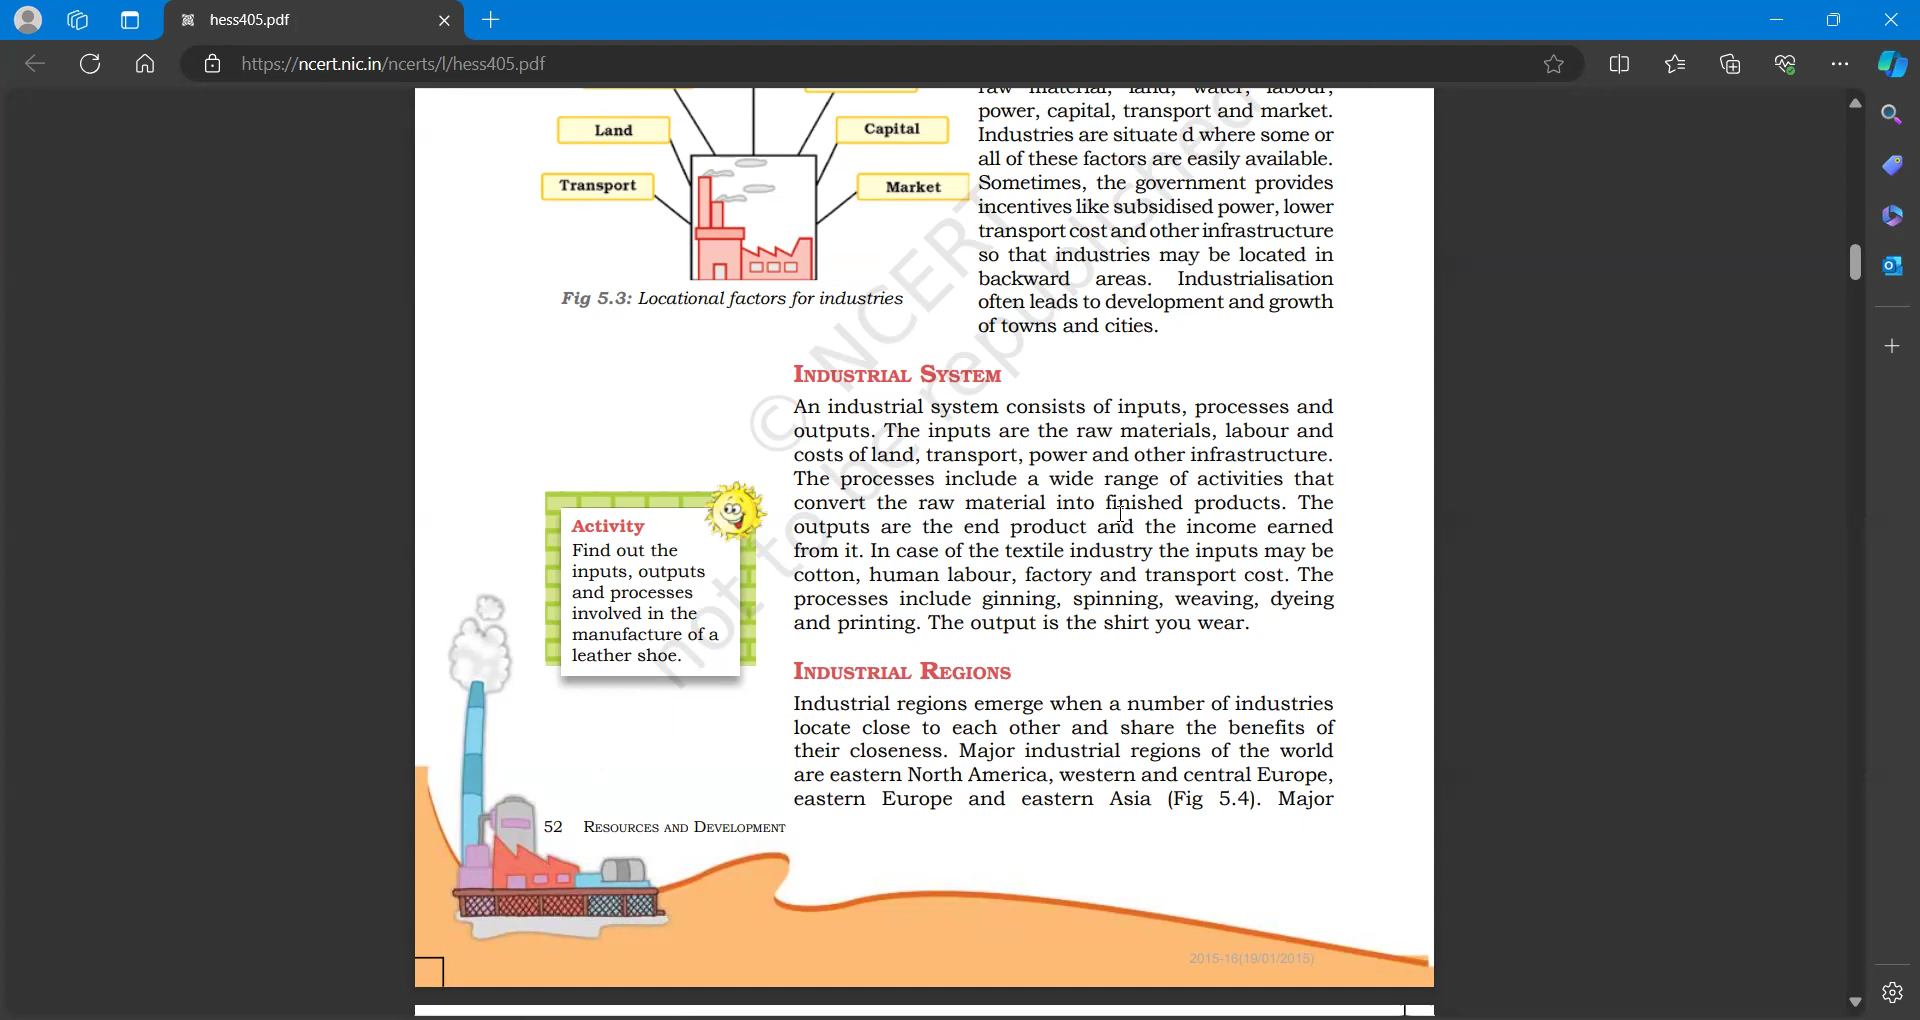 hess405.pdf
https://ncert.nic.in/ncerts/l/hess405.pdf
Land
Capital
Transport
Market
Fig 5.3: Locational factors for industries
raw material, land, water, labour,
power, capital, transport and market.
Industries are situate d where some or
all of these factors are easily available.
Sometimes, the government provides
incentives like subsidised power, lower
transport cost and other infrastructure
so that industries may be located in
backward areas. Industrialisation
often leads to development and growth
of towns and cities.
INDUSTRIAL SYSTEM
An industrial system consists of inputs, processes and
outputs. The inputs are the raw materials, labour and
costs of land, transport, power and other infrastructure.
The processes include a wide range of activities that
convert the raw material into finished products. The
outputs are the end product and the income earned
from it. In case of the textile industry the inputs may be
cotton, human labour, factory and transport cost. The
processes include ginning, spinning, weaving, dyeing
and printing. The output is the shirt you wear.
Activity
Find out the
inputs, outputs
and processes
involved in the
manufacture of a
leather shoe.
INDUSTRIAL REGIONS
Industrial regions emerge when a number of industries
locate close to each other and share the benefits of
their closeness. Major industrial regions of the world
are eastern North America, western and central Europe,
eastern Europe and eastern Asia (Fig 5.4). Major
52 RESOURCES AND DEVELOPMENT
2015-16(19/01/2015)
© NCERT
not to be republished